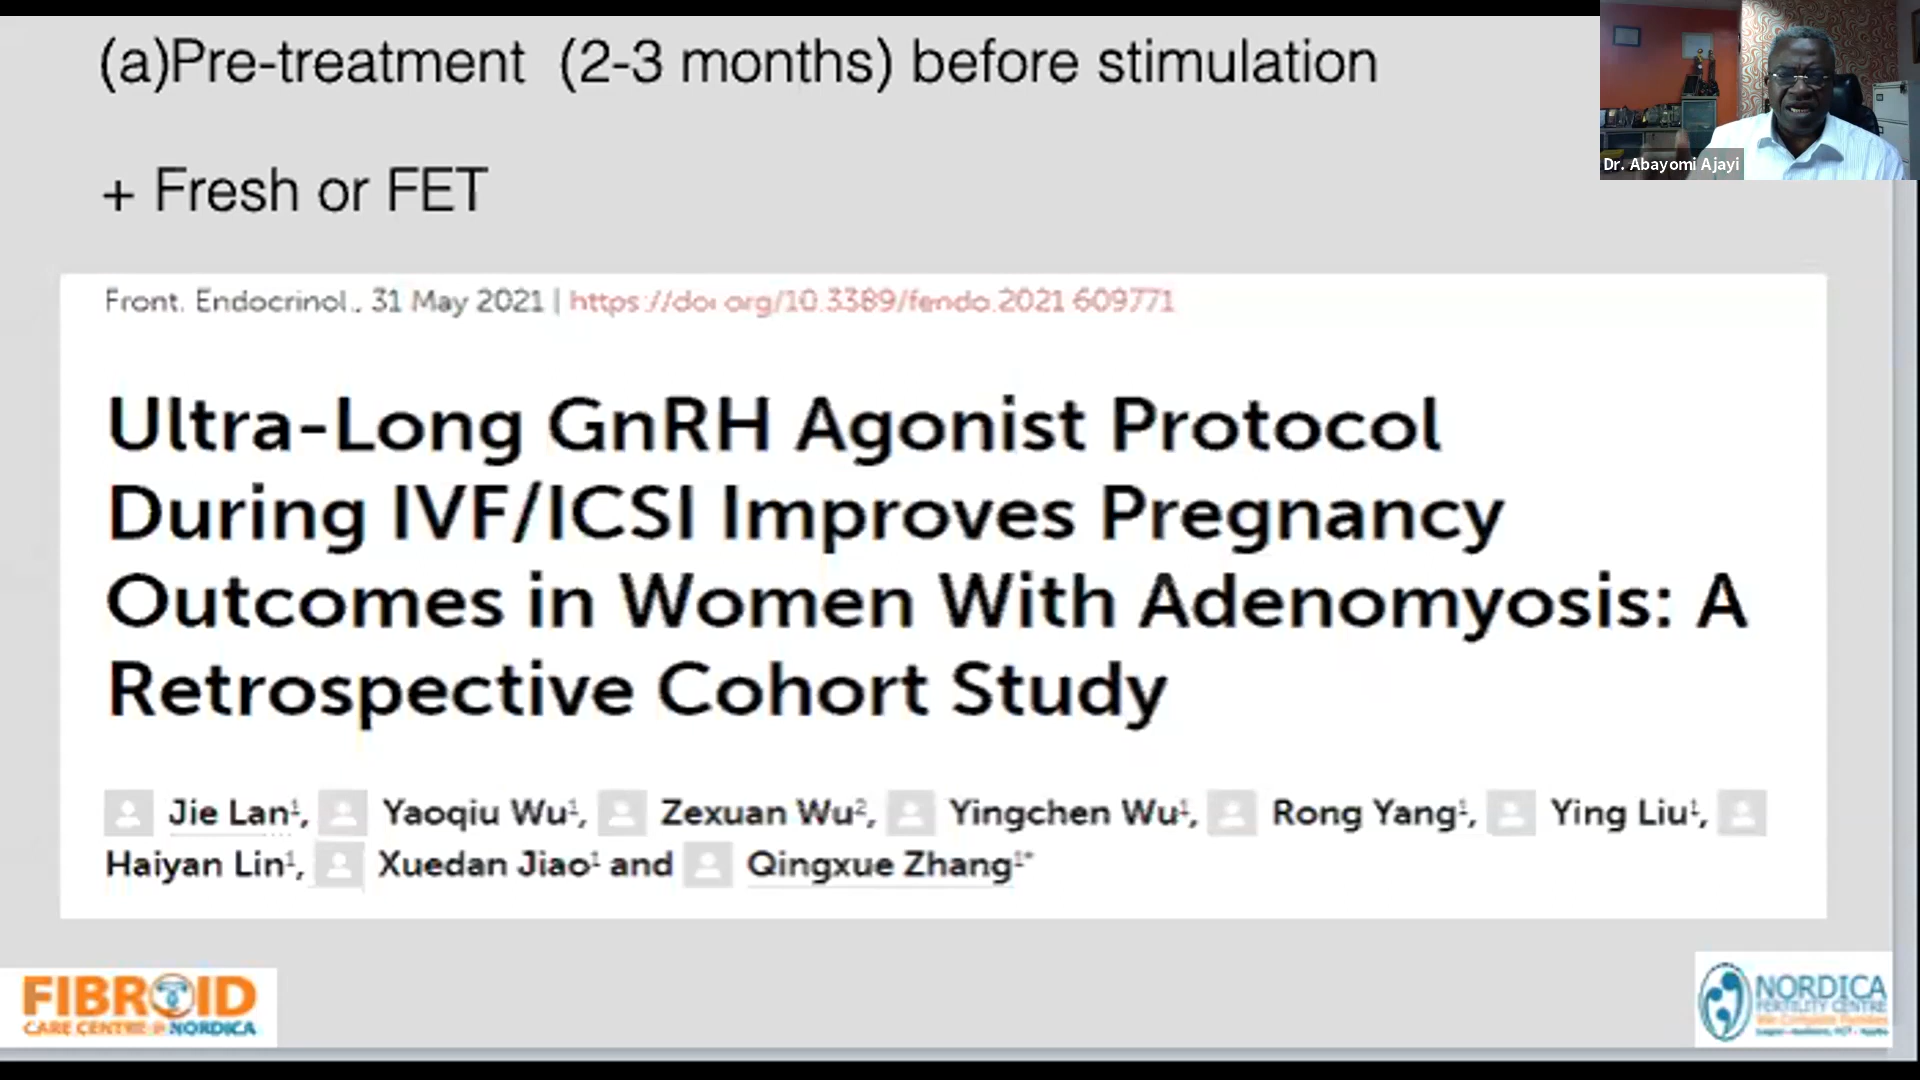 (a)Pre-treatment (2-3 months) before stimulation
+ Fresh or FET
Dr. Abayomi Ajayi
Front. Endocrinol., 31 May 2021 | https://doi.org/10.3389/fendo.2021.609771
Ultra-Long GnRH Agonist Protocol
During IVF/ICSI Improves Pregnancy
Outcomes in Women With Adenomyosis: A
Retrospective Cohort Study
Jie Lan¹, Yaoqiu Wu¹, Zexuan Wu², Yingchen Wu¹, Rong Yang¹, Ying Liu¹,
Haiyan Lin¹, Xuedan Jiao¹ and Qingxue Zhang¹*
FIBROID
CARE CENTRE @ NORDICA
NORDICA
FERTILITY CENTRE